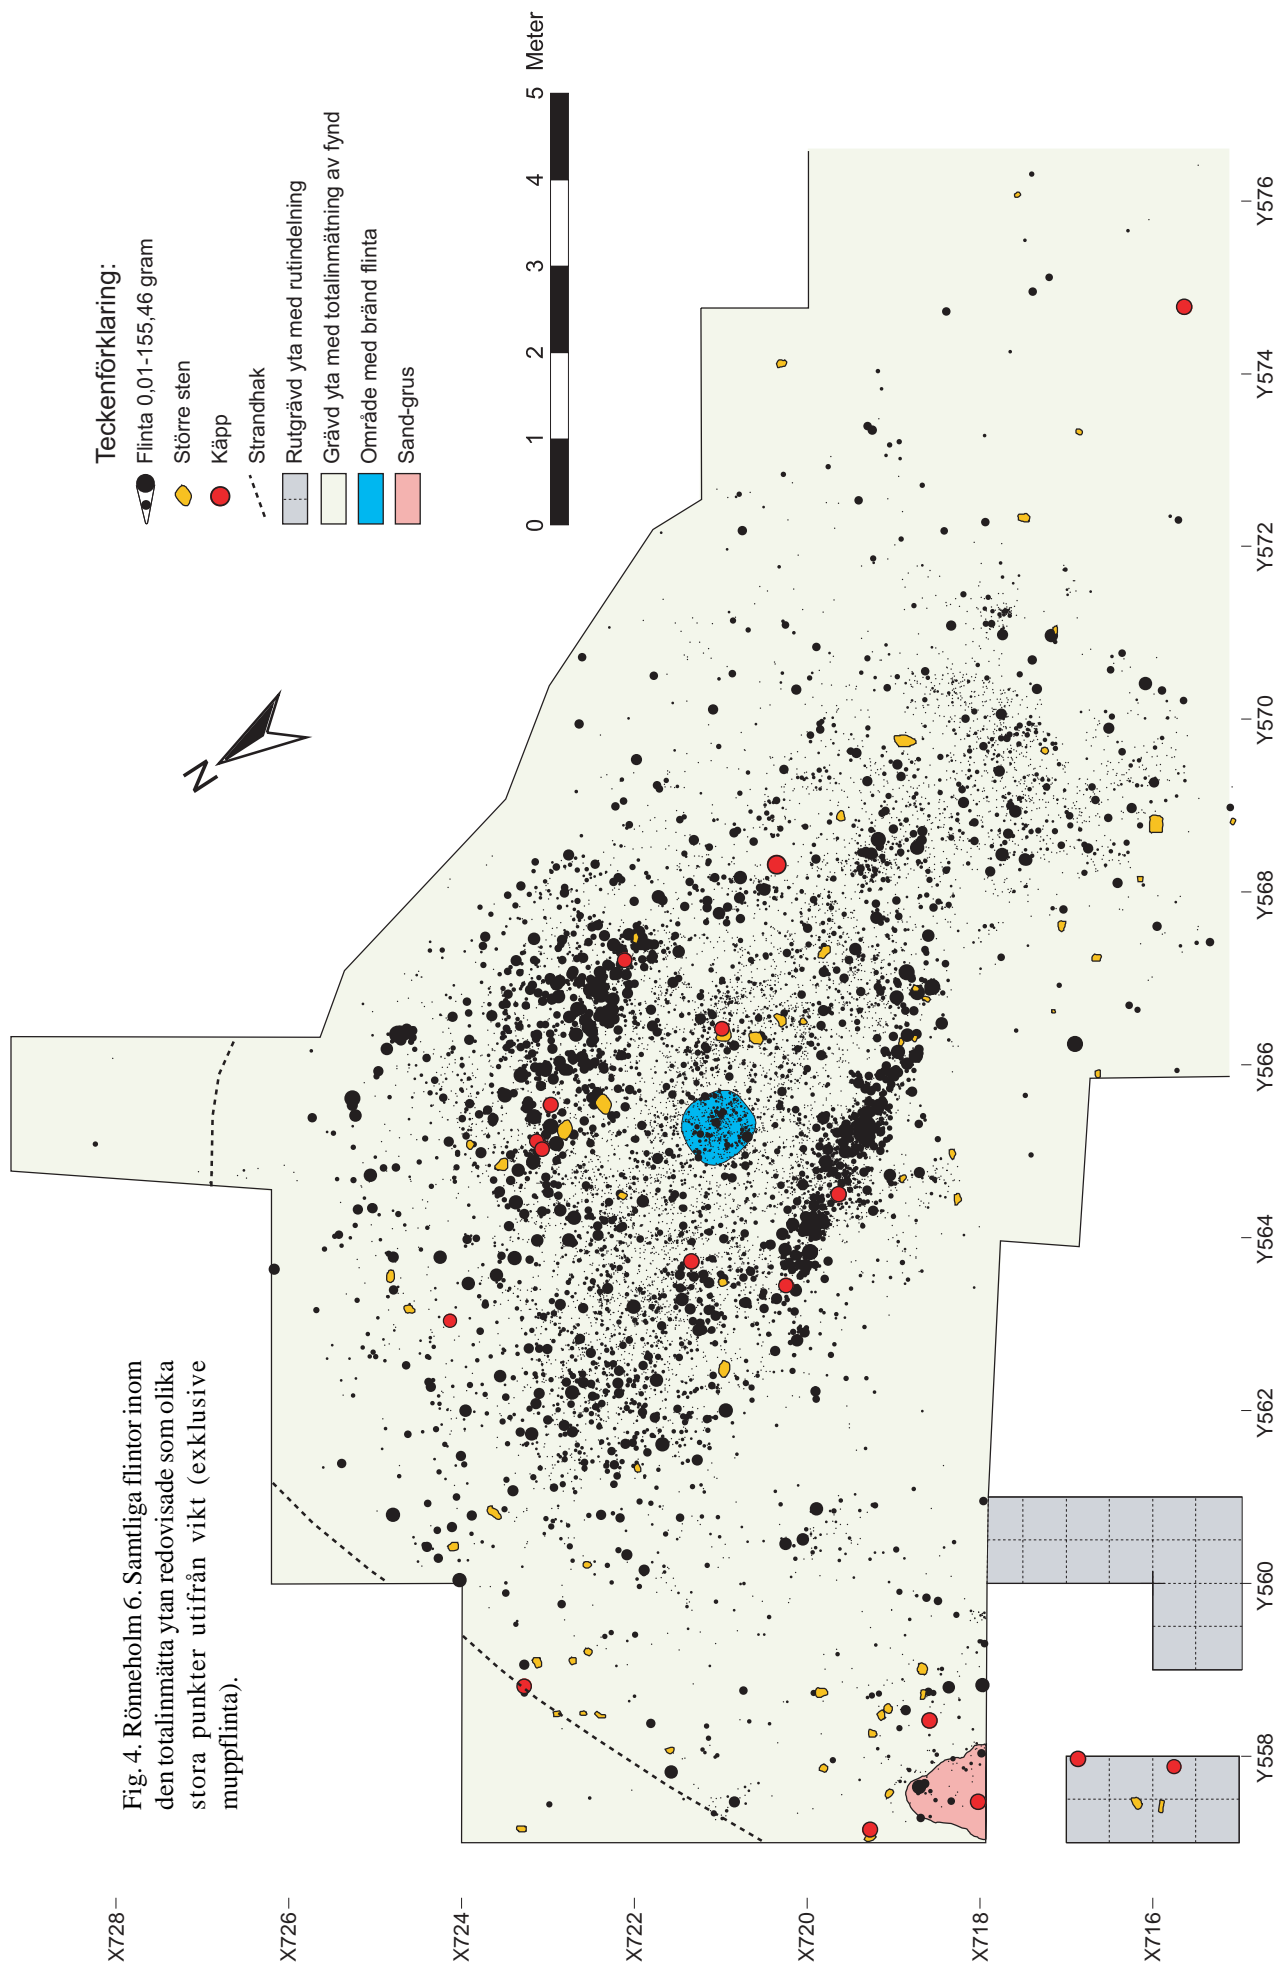 Fig. 4. Rönneholm 6. Samtliga flintor inom
den totalinmätta ytan redovisade som olika
stora punkter utifrån vikt (exklusive
muppflinta).
N
Teckenförklaring:
Flinta 0,01-155,46 gram
Större sten
Käpp
Strandhak
Rutgrävd yta med rutindelning
Grävd yta med totalinmätning av fynd
Område med bränd flinta
Sand-grus
0 1 2 3 4 5 Meter
X728
X726
X724
X722
X720
X718
X716
Y558
Y560
Y562
Y564
Y566
Y568
Y570
Y572
Y574
Y576